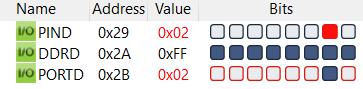 Name Address Value Bits
I/O PIND 0x29 0x02
I/O DDRD 0x2A 0xFF
I/O PORTD 0x2B 0x02